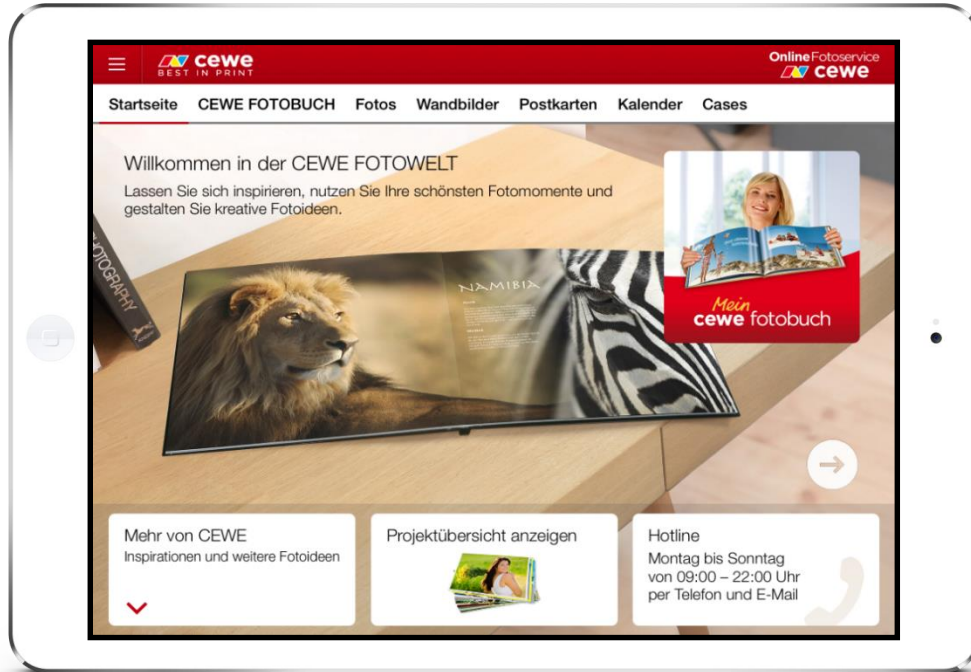 cewe
BEST IN PRINT
OnlineFotoservice
cewe
Startseite CEWE FOTOBUCH Fotos Wandbilder Postkarten Kalender Cases
Willkommen in der CEWE FOTOWELT
Lassen Sie sich inspirieren, nutzen Sie Ihre schönsten Fotomomente und
gestalten Sie kreative Fotoideen.
PHOTOGRAPHY
NAMIBIA
Mein
cewe fotobuch
Mehr von CEWE
Inspirationen und weitere Fotoideen
Projektübersicht anzeigen
Hotline
Montag bis Sonntag
von 09:00 – 22:00 Uhr
per Telefon und E-Mail